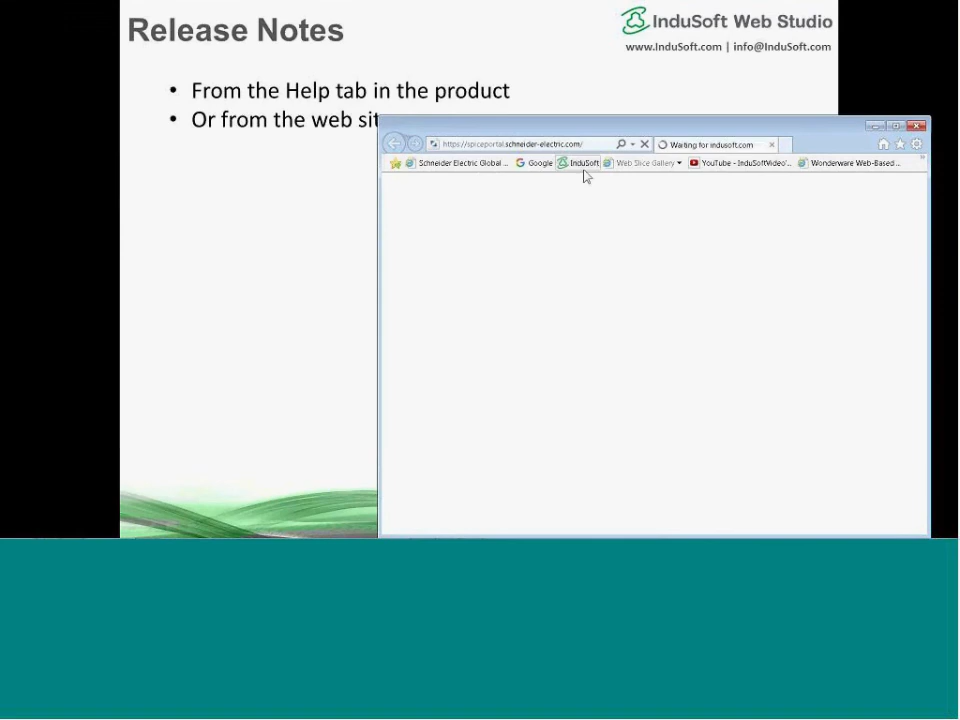 Release Notes
InduSoft Web Studio
www.InduSoft.com | info@InduSoft.com
• From the Help tab in the product
• Or from the web sit
https://spiceportal.schneider-electric.com/
Waiting for indusoft.com
Schneider Electric Global ...
Google
InduSoft
Web Slice Gallery
YouTube - InduSoftVideo'...
Wonderware Web-Based ...